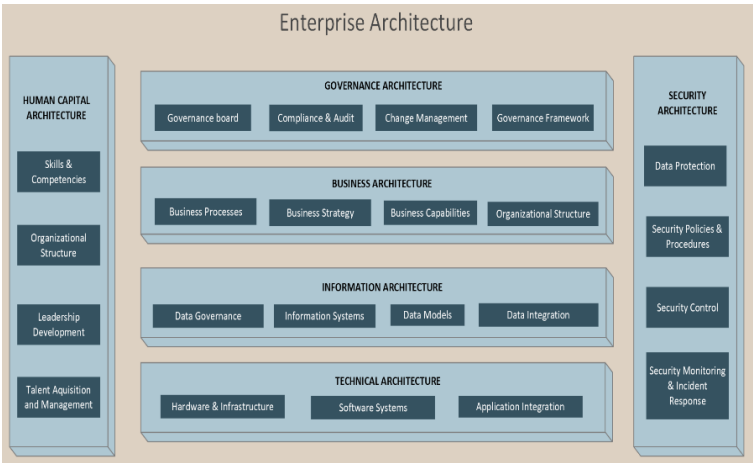 Enterprise Architecture
HUMAN CAPITAL
ARCHITECTURE
Skills &
Competencies
Organizational
Structure
Leadership
Development
Talent Aquisition
and Management
GOVERNANCE ARCHITECTURE
Governance board
Compliance & Audit
Change Management
Governance Framework
BUSINESS ARCHITECTURE
Business Processes
Business Strategy
Business Capabilities
Organizational Structure
INFORMATION ARCHITECTURE
Data Governance
Information Systems
Data Models
Data Integration
TECHNICAL ARCHITECTURE
Hardware & Infrastructure
Software Systems
Application Integration
SECURITY
ARCHITECTURE
Data Protection
Security Policies &
Procedures
Security Control
Security Monitoring
& Incident
Response